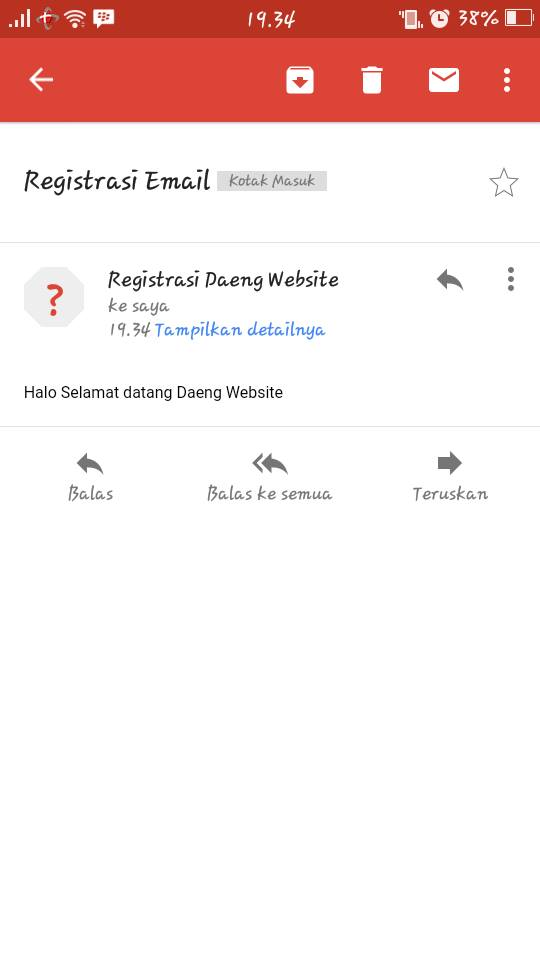 19.34 38%
Registrasi Email Kotak Masuk
?
Registrasi Daeng Website
ke saya
19.34 Tampilkan detailnya
Halo Selamat datang Daeng Website
Balas Balas ke semua Teruskan